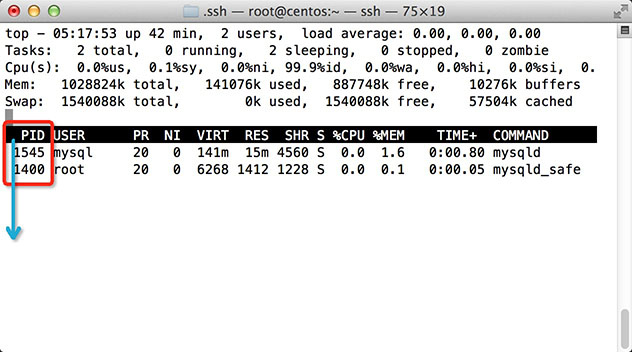 .ssh — root@centos:~ — ssh — 75×19
top - 05:17:53 up 42 min,  2 users,  load average: 0.00, 0.00, 0.00
Tasks:   2 total,   0 running,   2 sleeping,   0 stopped,   0 zombie
Cpu(s):  0.0%us,  0.1%sy,  0.0%ni, 99.9%id,  0.0%wa,  0.0%hi,  0.0%si,  0.
Mem:   1028824k total,   141076k used,   887748k free,    10276k buffers
Swap:  1540088k total,        0k used,  1540088k free,    57504k cached
PID USER      PR  NI  VIRT  RES  SHR S %CPU %MEM    TIME+  COMMAND
1545 mysql     20   0  141m  15m 4560 S  0.0  1.6   0:00.80 mysqld
1400 root      20   0  6268 1412 1228 S  0.0  0.1   0:00.05 mysqld_safe